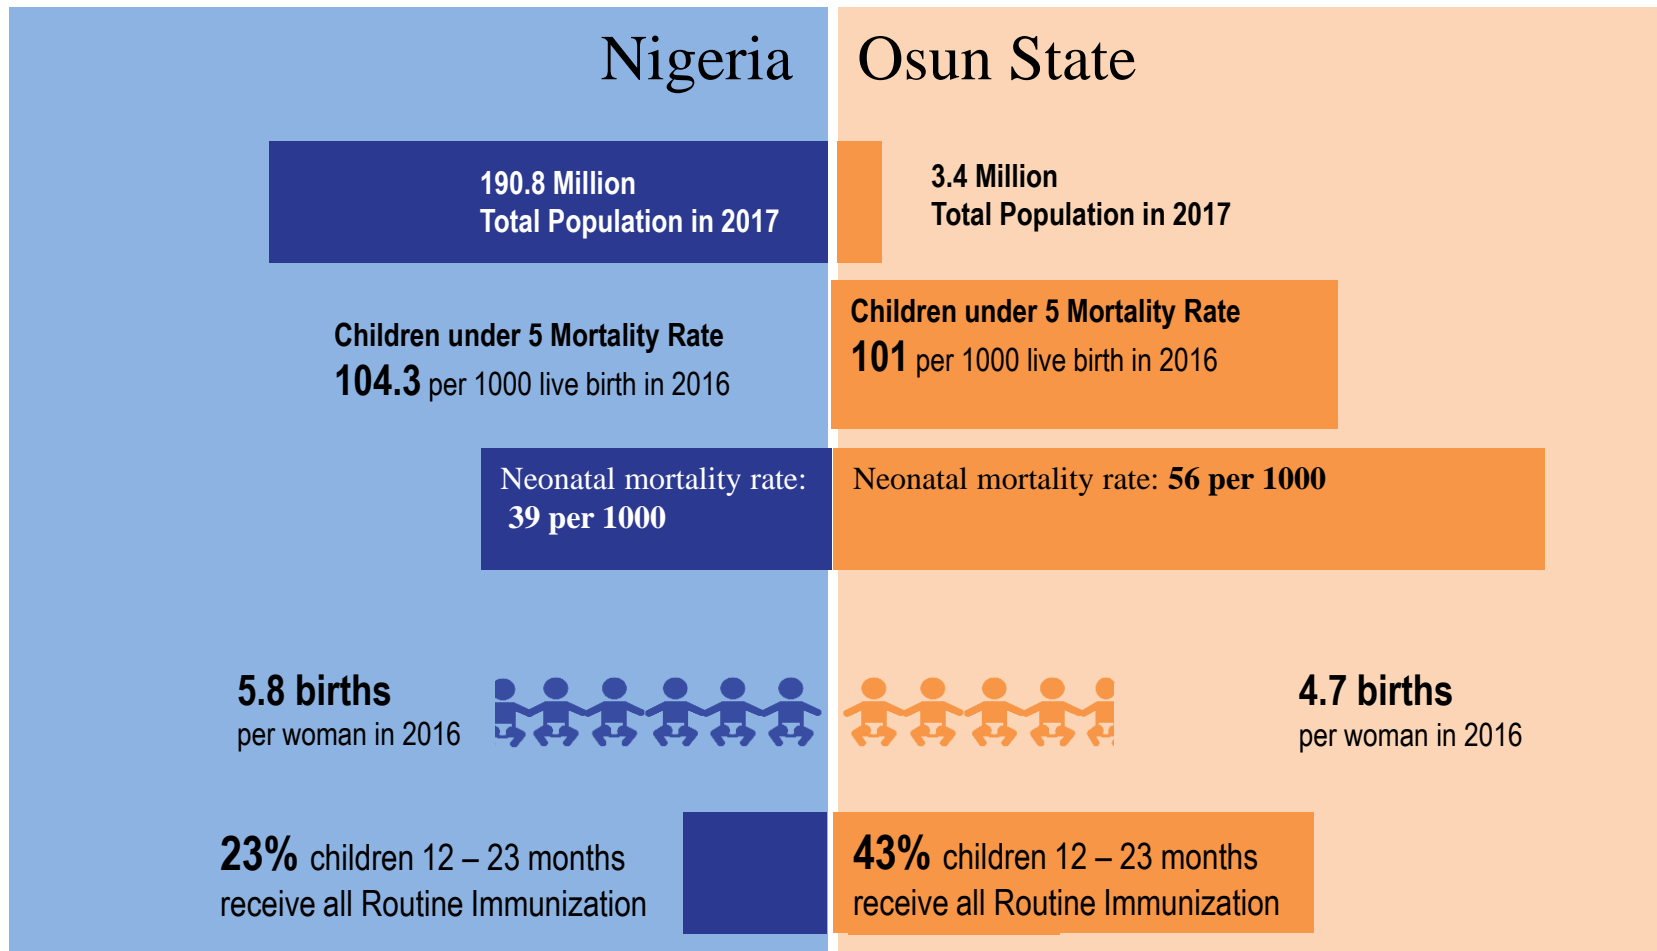 Nigeria
Osun State
190.8 Million
Total Population in 2017
3.4 Million
Total Population in 2017
Children under 5 Mortality Rate
104.3 per 1000 live birth in 2016
Children under 5 Mortality Rate
101 per 1000 live birth in 2016
Neonatal mortality rate:
39 per 1000
Neonatal mortality rate: 56 per 1000
5.8 births
per woman in 2016
4.7 births
per woman in 2016
23% children 12 – 23 months
receive all Routine Immunization
43% children 12 – 23 months
receive all Routine Immunization